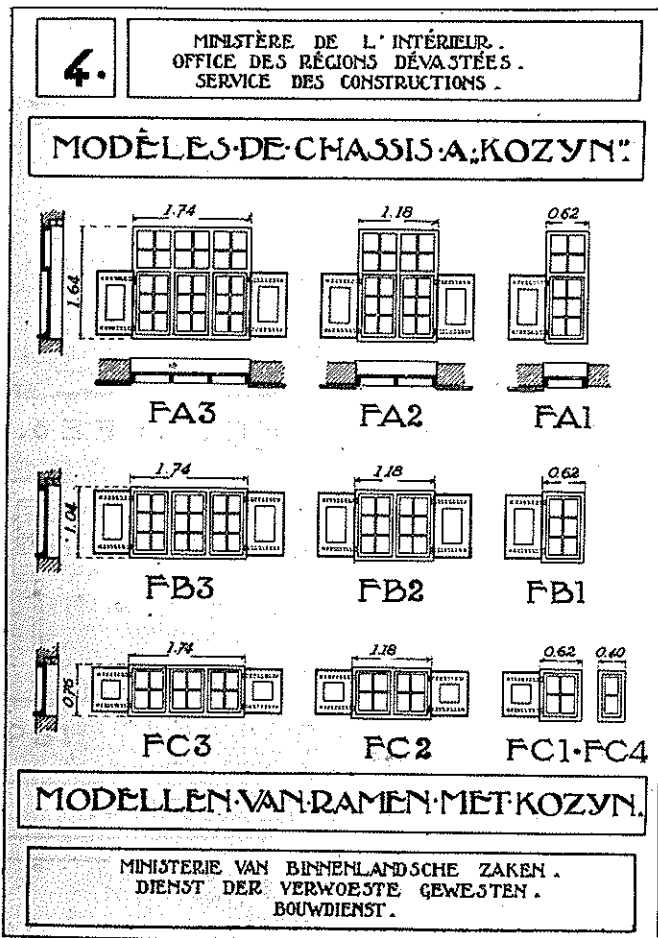 4.
MINISTÈRE DE L'INTÉRIEUR.
OFFICE DES RÉGIONS DÉVASTÉES.
SERVICE DES CONSTRUCTIONS.
MODÈLES·DE·CHASSIS·A„KOZYN"
1.74 1.18 0.62
1.64
FA3 FA2 FA1
1.74 1.18 0.62
1.04
FB3 FB2 FB1
1.74 1.18 0.62 0.40
0.76
FC3 FC2 FC1·FC4
MODELLEN·VAN·RAMEN·MET·KOZYN.
MINISTERIE VAN BINNENLANDSCHE ZAKEN.
DIENST DER VERWOESTE GEWESTEN.
BOUWDIENST.